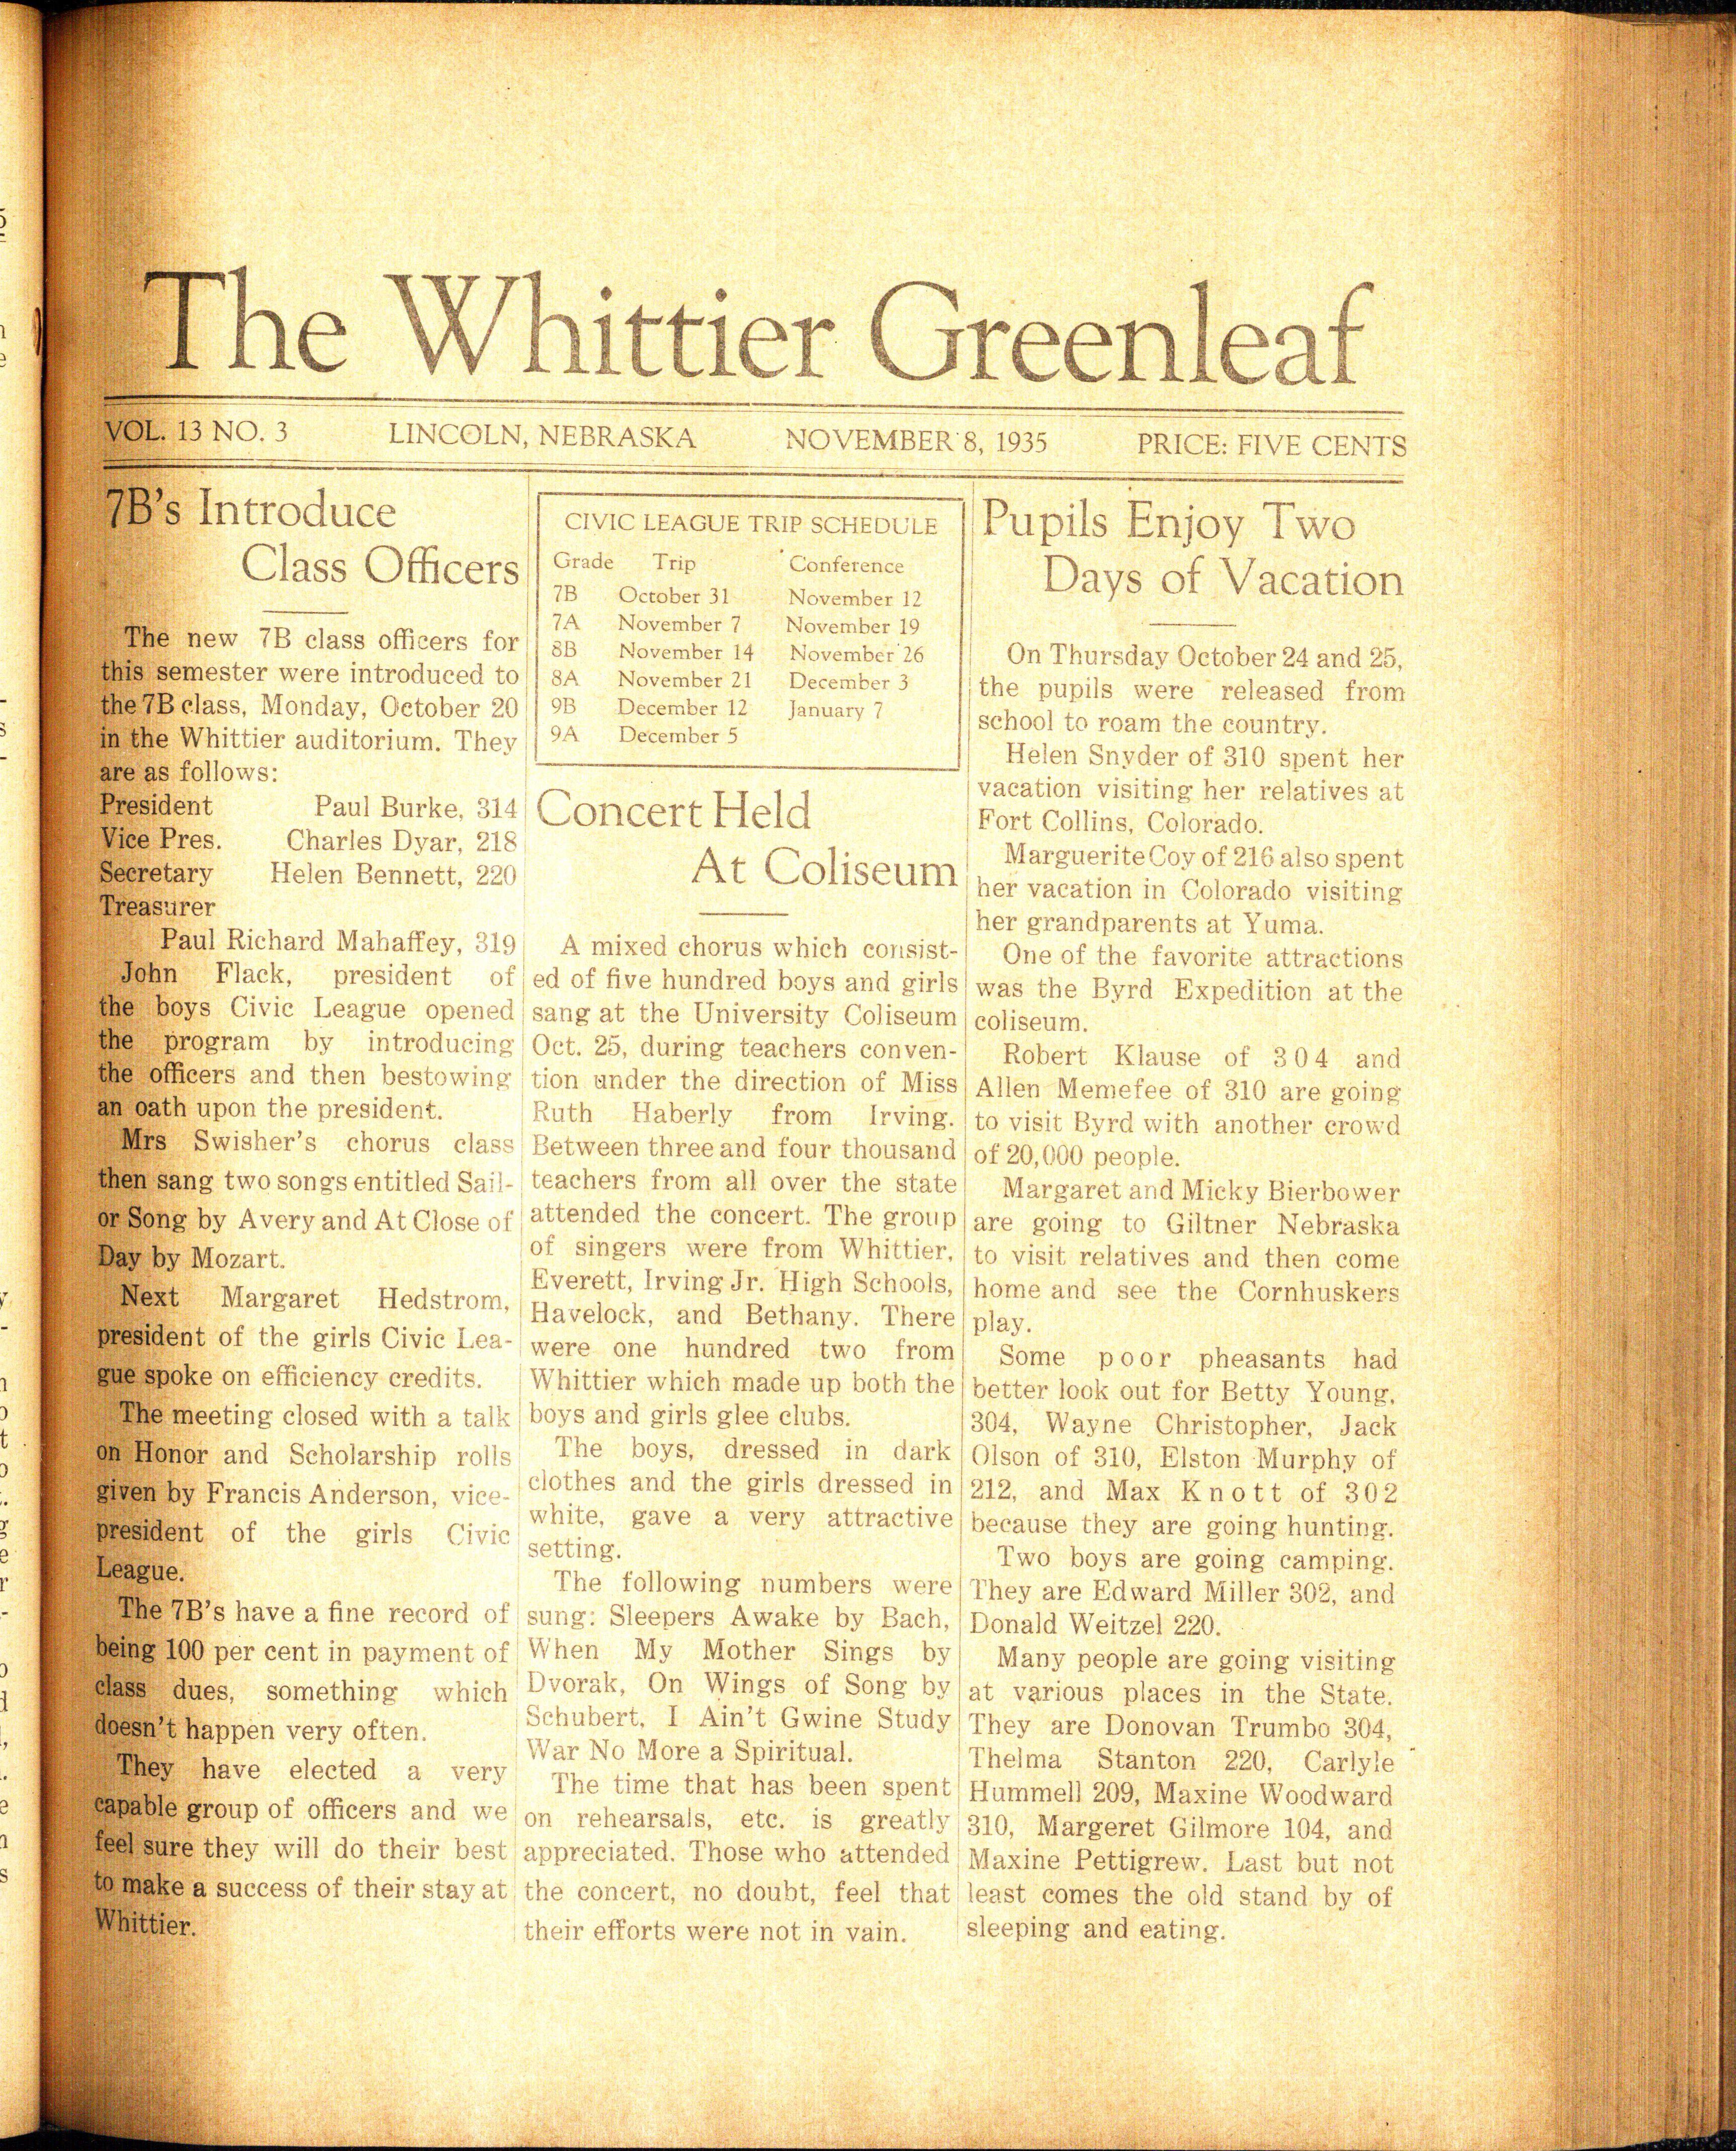 The Whittier Greenleaf
VOL. 13 NO. 3 LINCOLN, NEBRASKA NOVEMBER 8, 1935 PRICE: FIVE CENTS
7B's Introduce
Class Officers
The new 7B class officers for
this semester were introduced to
the 7B class, Monday, October 20
in the Whittier auditorium. They
are as follows:
President Paul Burke, 314
Vice Pres. Charles Dyar, 218
Secretary Helen Bennett, 220
Treasurer
Paul Richard Mahaffey, 319
John Flack, president of
the boys Civic League opened
the program by introducing
the officers and then bestowing
an oath upon the president.
Mrs Swisher's chorus class
then sang two songs entitled Sail-
or Song by Avery and At Close of
Day by Mozart.
Next Margaret Hedstrom,
president of the girls Civic Lea-
gue spoke on efficiency credits.
The meeting closed with a talk
on Honor and Scholarship rolls
given by Francis Anderson, vice-
president of the girls Civic
League.
The 7B's have a fine record of
being 100 per cent in payment of
class dues, something which
doesn't happen very often.
They have elected a very
capable group of officers and we
feel sure they will do their best
to make a success of their stay at
Whittier.
CIVIC LEAGUE TRIP SCHEDULE
Grade Trip Conference
7B October 31 November 12
7A November 7 November 19
8B November 14 November 26
8A November 21 December 3
9B December 12 January 7
9A December 5
Concert Held
At Coliseum
A mixed chorus which consist-
ed of five hundred boys and girls
sang at the University Coliseum
Oct. 25, during teachers conven-
tion under the direction of Miss
Ruth Haberly from Irving.
Between three and four thousand
teachers from all over the state
attended the concert. The group
of singers were from Whittier,
Everett, Irving Jr. High Schools,
Havelock, and Bethany. There
were one hundred two from
Whittier which made up both the
boys and girls glee clubs.
The boys, dressed in dark
clothes and the girls dressed in
white, gave a very attractive
setting.
The following numbers were
sung: Sleepers Awake by Bach,
When My Mother Sings by
Dvorak, On Wings of Song by
Schubert, I Ain't Gwine Study
War No More a Spiritual.
The time that has been spent
on rehearsals, etc. is greatly
appreciated. Those who attended
the concert, no doubt, feel that
their efforts were not in vain.
Pupils Enjoy Two
Days of Vacation
On Thursday October 24 and 25,
the pupils were released from
school to roam the country.
Helen Snyder of 310 spent her
vacation visiting her relatives at
Fort Collins, Colorado.
Marguerite Coy of 216 also spent
her vacation in Colorado visiting
her grandparents at Yuma.
One of the favorite attractions
was the Byrd Expedition at the
coliseum.
Robert Klause of 304 and
Allen Memefee of 310 are going
to visit Byrd with another crowd
of 20,000 people.
Margaret and Micky Bierbower
are going to Giltner Nebraska
to visit relatives and then come
home and see the Cornhuskers
play.
Some poor pheasants had
better look out for Betty Young,
304, Wayne Christopher, Jack
Olson of 310, Elston Murphy of
212, and Max Knott of 302
because they are going hunting.
Two boys are going camping.
They are Edward Miller 302, and
Donald Weitzel 220.
Many people are going visiting
at various places in the State.
They are Donovan Trumbo 304,
Thelma Stanton 220, Carlyle
Hummell 209, Maxine Woodward
310, Margeret Gilmore 104, and
Maxine Pettigrew. Last but not
least comes the old stand by of
sleeping and eating.